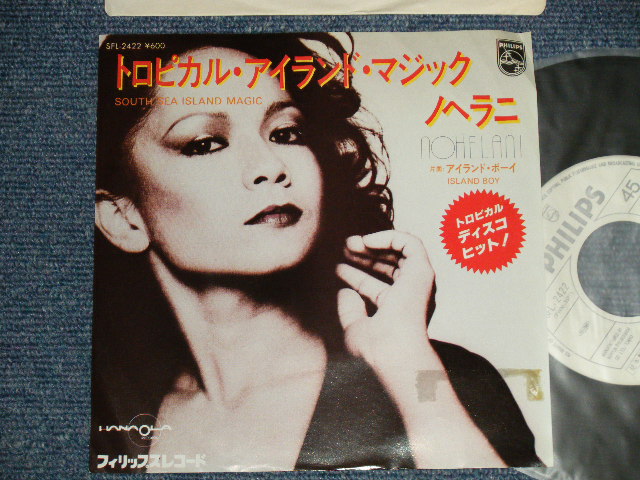 SFL-2422 ¥600
PHILIPS
トロピカル・アイランド・マジック
SOUTH SEA ISLAND MAGIC
ノヘラニ
NOHELANI
片面:アイランド・ボーイ
ISLAND BOY
トロピカル
ディスコ
ヒット!
HANAOLA
フィリップスレコード
45
PHILIPS
SFL-2422